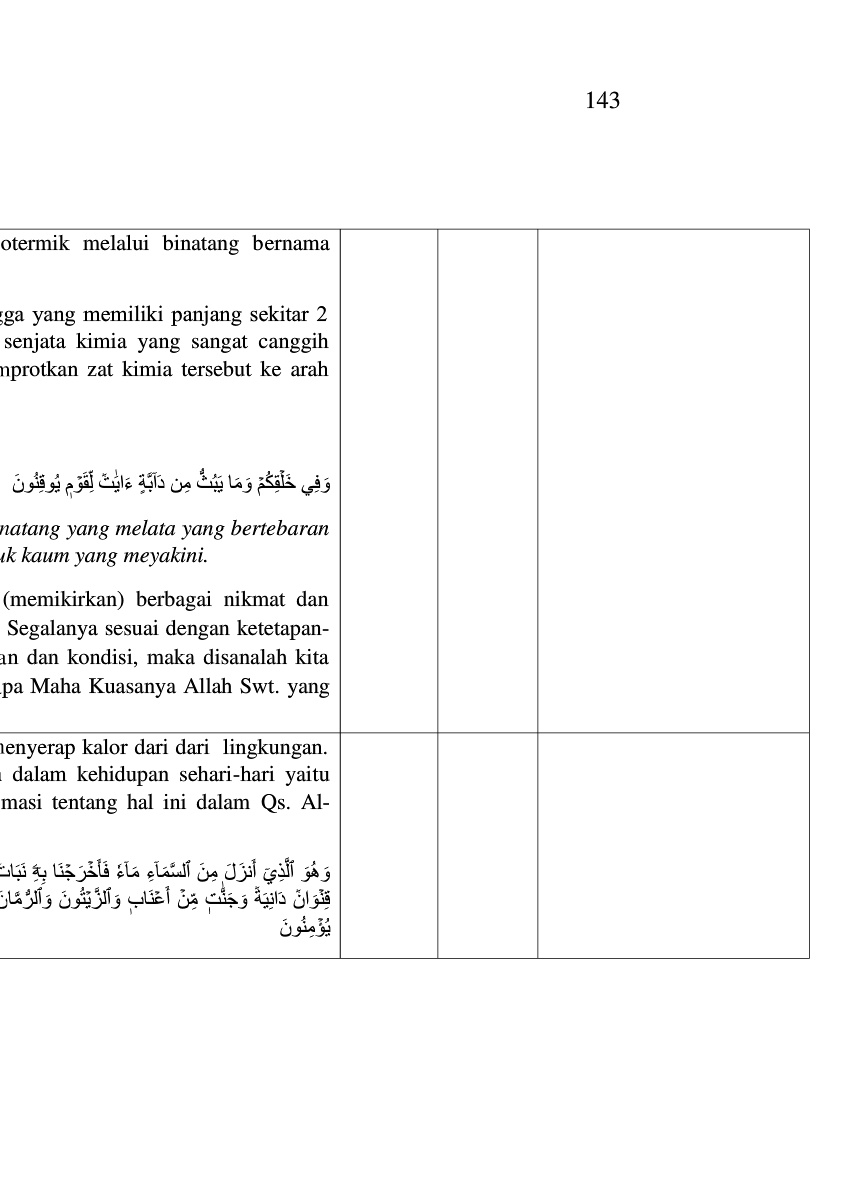 143
otermik melalui binatang bernama
gga yang memiliki panjang sekitar 2
senjata kimia yang sangat canggih
mprotkan zat kimia tersebut ke arah
وَفِي خَلۡقِكُمۡ وَمَا يَبُثُّ مِن دَآبَّةٍ ءَايَٰتٞ لِّقَوۡمٖ يُوقِنُونَ
natang yang melata yang bertebaran
uk kaum yang meyakini.
(memikirkan) berbagai nikmat dan
Segalanya sesuai dengan ketetapan-
an dan kondisi, maka disanalah kita
apa Maha Kuasanya Allah Swt. yang
menyerap kalor dari dari lingkungan.
dalam kehidupan sehari-hari yaitu
masi tentang hal ini dalam Qs. Al-
وَهُوَ ٱلَّذِيٓ أَنزَلَ مِنَ ٱلسَّمَآءِ مَآءٗ فَأَخۡرَجۡنَا بِهِۦ نَبَات
قِنۡوَانٞ دَانِيَةٞ وَجَنَّٰتٖ مِّنۡ أَعۡنَابٖ وَٱلزَّيۡتُونَ وَٱلرُّمَّانَ
يُؤۡمِنُونَ